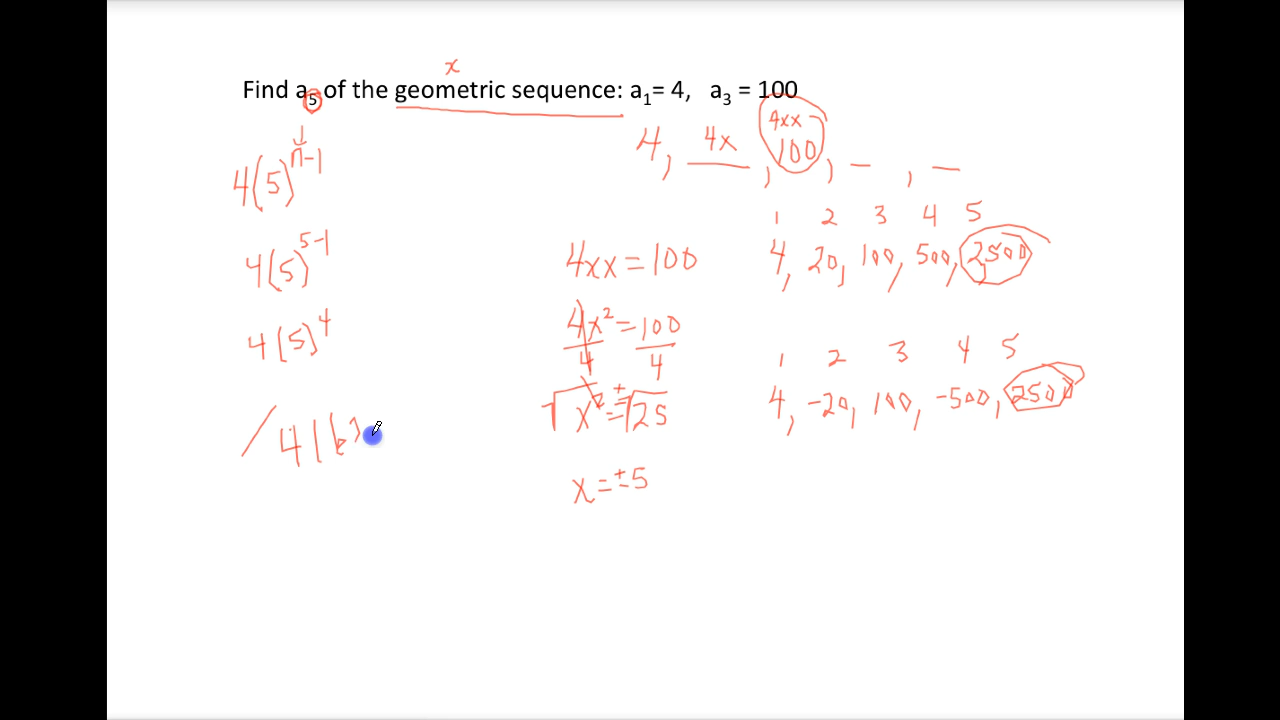 x
Find a5 of the geometric sequence: a1= 4, a3 = 100
4xx
4, 4x, 100, _, _
4(5)^n-1
1 2 3 4 5
4, 20, 100, 500, 2500
4(5)^5-1
4xx = 100
4x² = 100
4 4
4(5)^4
1 2 3 4 5
4, -20, 100, -500, 2500
√x² = ±√25
x = ±5